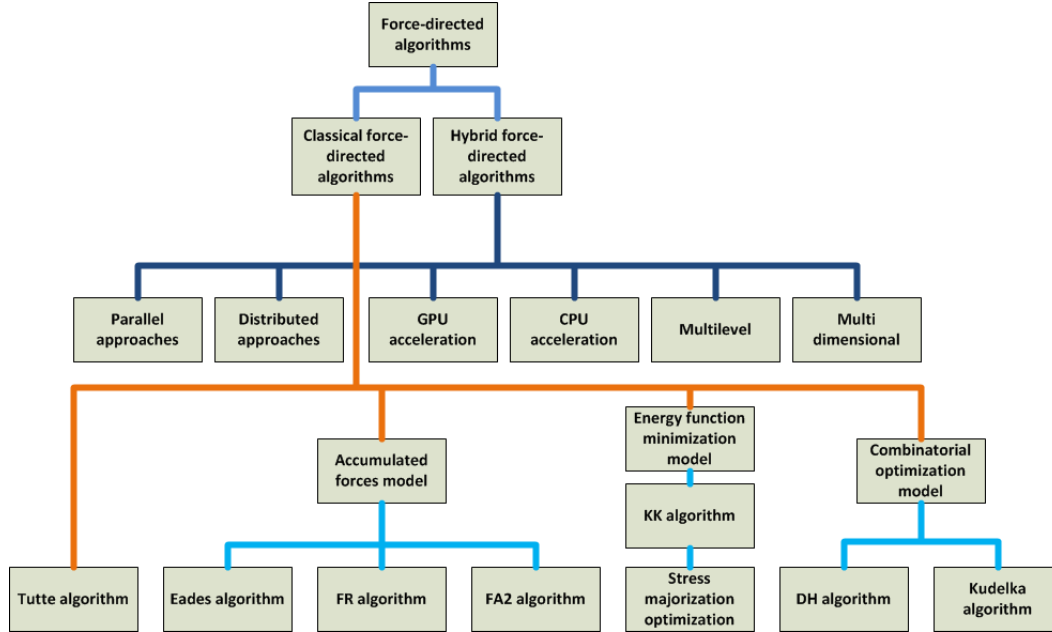 Force-directed
algorithms
Classical force-
directed
algorithms
Hybrid force-
directed
algorithms
Parallel
approaches
Distributed
approaches
GPU
acceleration
CPU
acceleration
Multilevel
Multi
dimensional
Energy function
minimization
model
Accumulated
forces model
Combinatorial
optimization
model
KK algorithm
Tutte algorithm
Eades algorithm
FR algorithm
FA2 algorithm
Stress
majorization
optimization
DH algorithm
Kudelka
algorithm